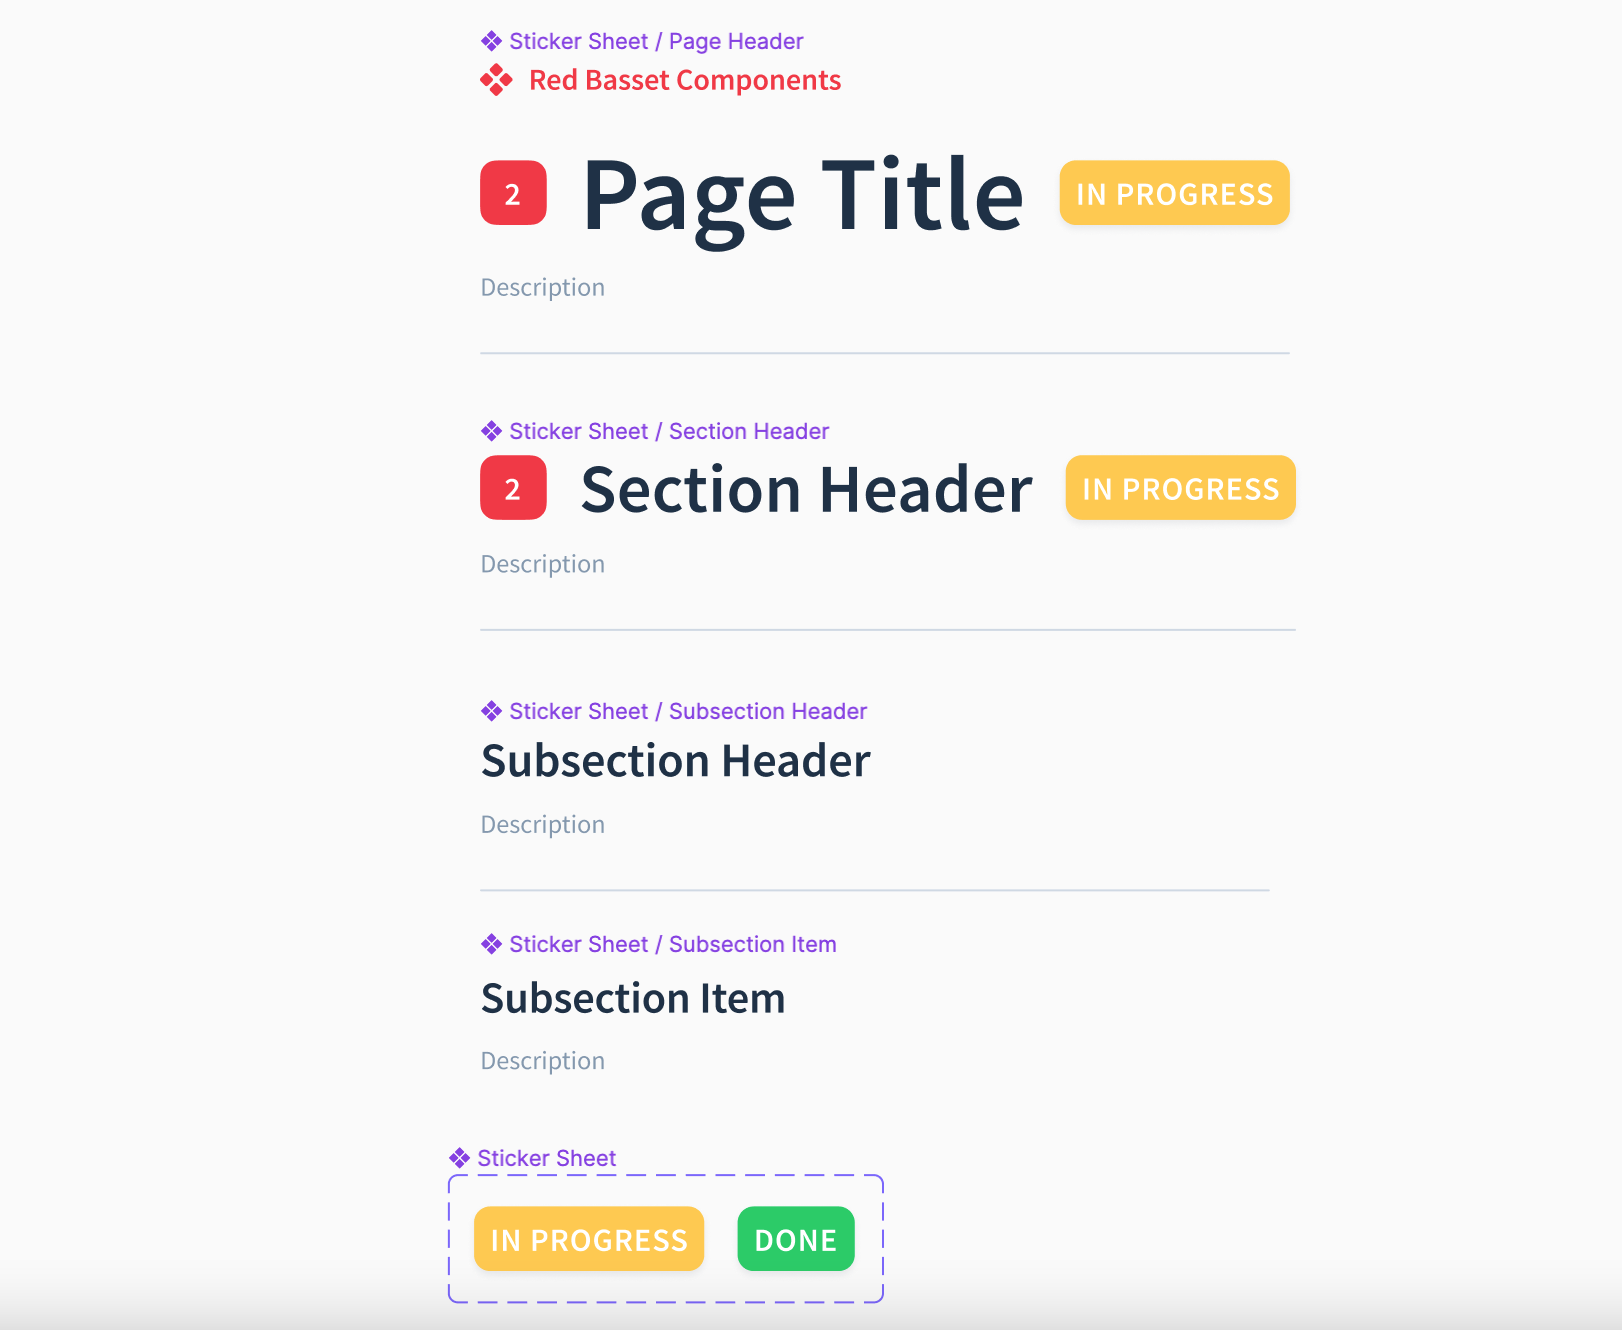 Sticker Sheet / Page Header
Red Basset Components
2 Page Title IN PROGRESS
Description
Sticker Sheet / Section Header
2 Section Header IN PROGRESS
Description
Sticker Sheet / Subsection Header
Subsection Header
Description
Sticker Sheet / Subsection Item
Subsection Item
Description
Sticker Sheet
IN PROGRESS DONE